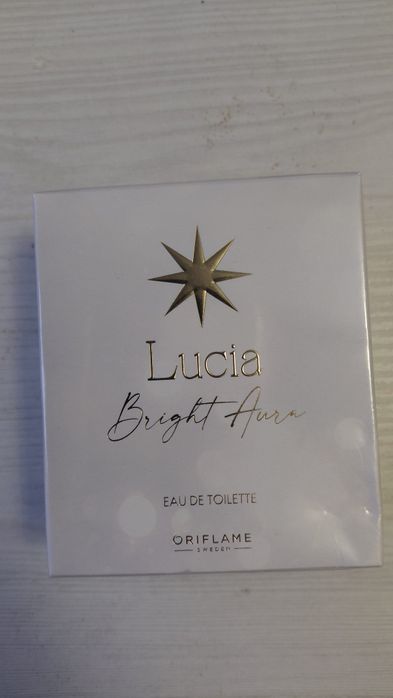 Lucia
Bright Aura
EAU DE TOILETTE
ORIFLAME
SWEDEN